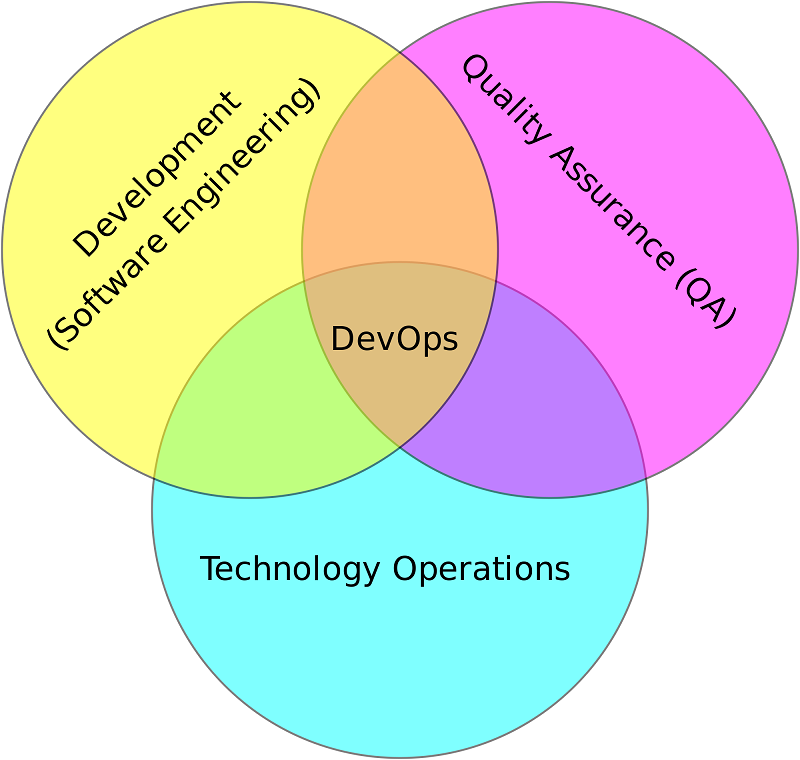 Development
(Software Engineering)
Quality Assurance (QA)
DevOps
Technology Operations